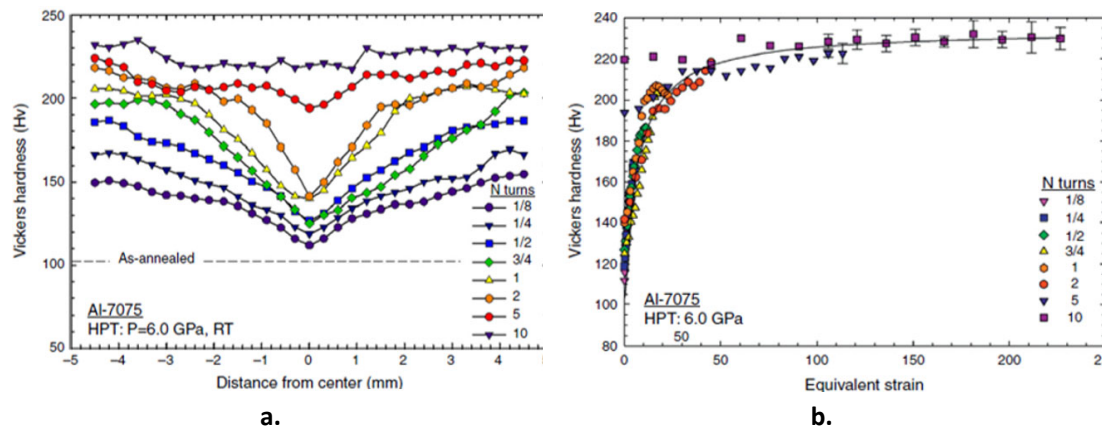 250
200
150
100
50
Vickers hardness (Hv)
As-annealed
Al-7075
HPT: P=6.0 GPa, RT
N turns
1/8
1/4
1/2
3/4
1
2
5
10
−5 −4 −3 −2 −1 0 1 2 3 4 5
Distance from center (mm)
a.
240
220
200
180
160
140
120
100
80
Vickers hardness (Hv)
Al-7075
HPT: 6.0 GPa
50
N turns
1/8
1/4
1/2
3/4
1
2
5
10
0 50 100 150 200
Equivalent strain
b.